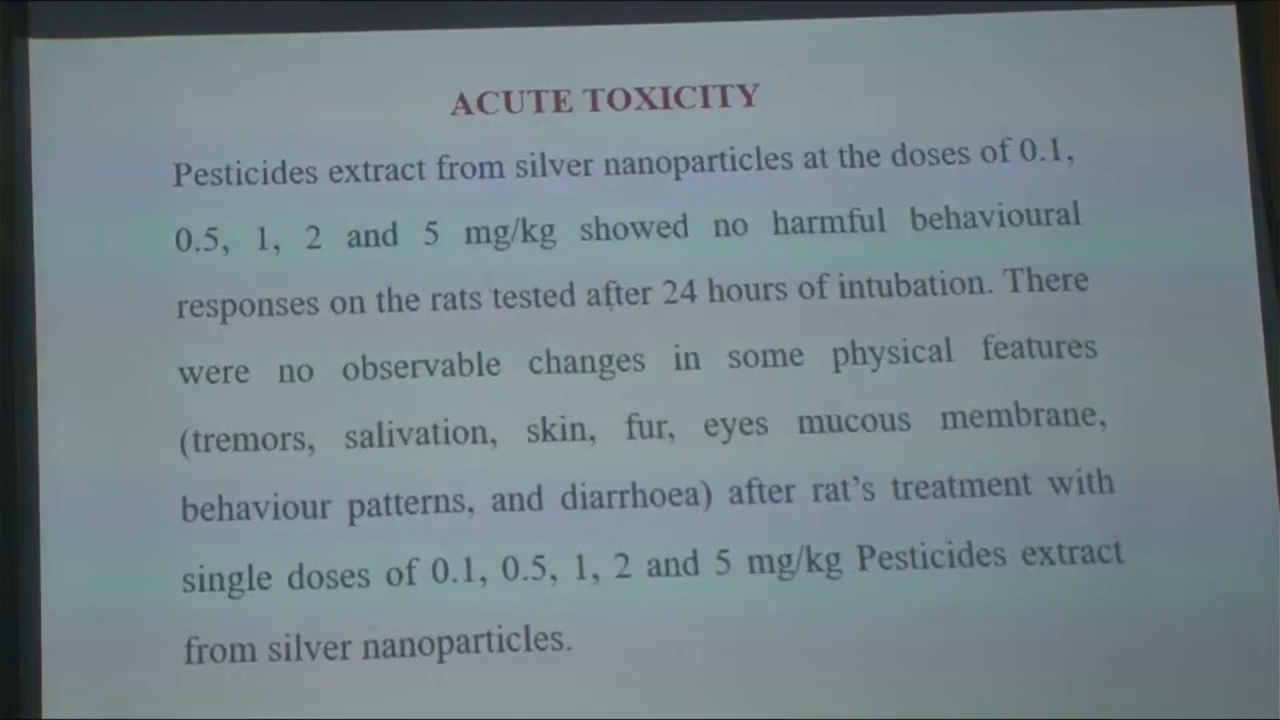 ACUTE TOXICITY
Pesticides extract from silver nanoparticles at the doses of 0.1,
0.5, 1, 2 and 5 mg/kg showed no harmful behavioural
responses on the rats tested after 24 hours of intubation. There
were no observable changes in some physical features
(tremors, salivation, skin, fur, eyes mucous membrane,
behaviour patterns, and diarrhoea) after rat's treatment with
single doses of 0.1, 0.5, 1, 2 and 5 mg/kg Pesticides extract
from silver nanoparticles.